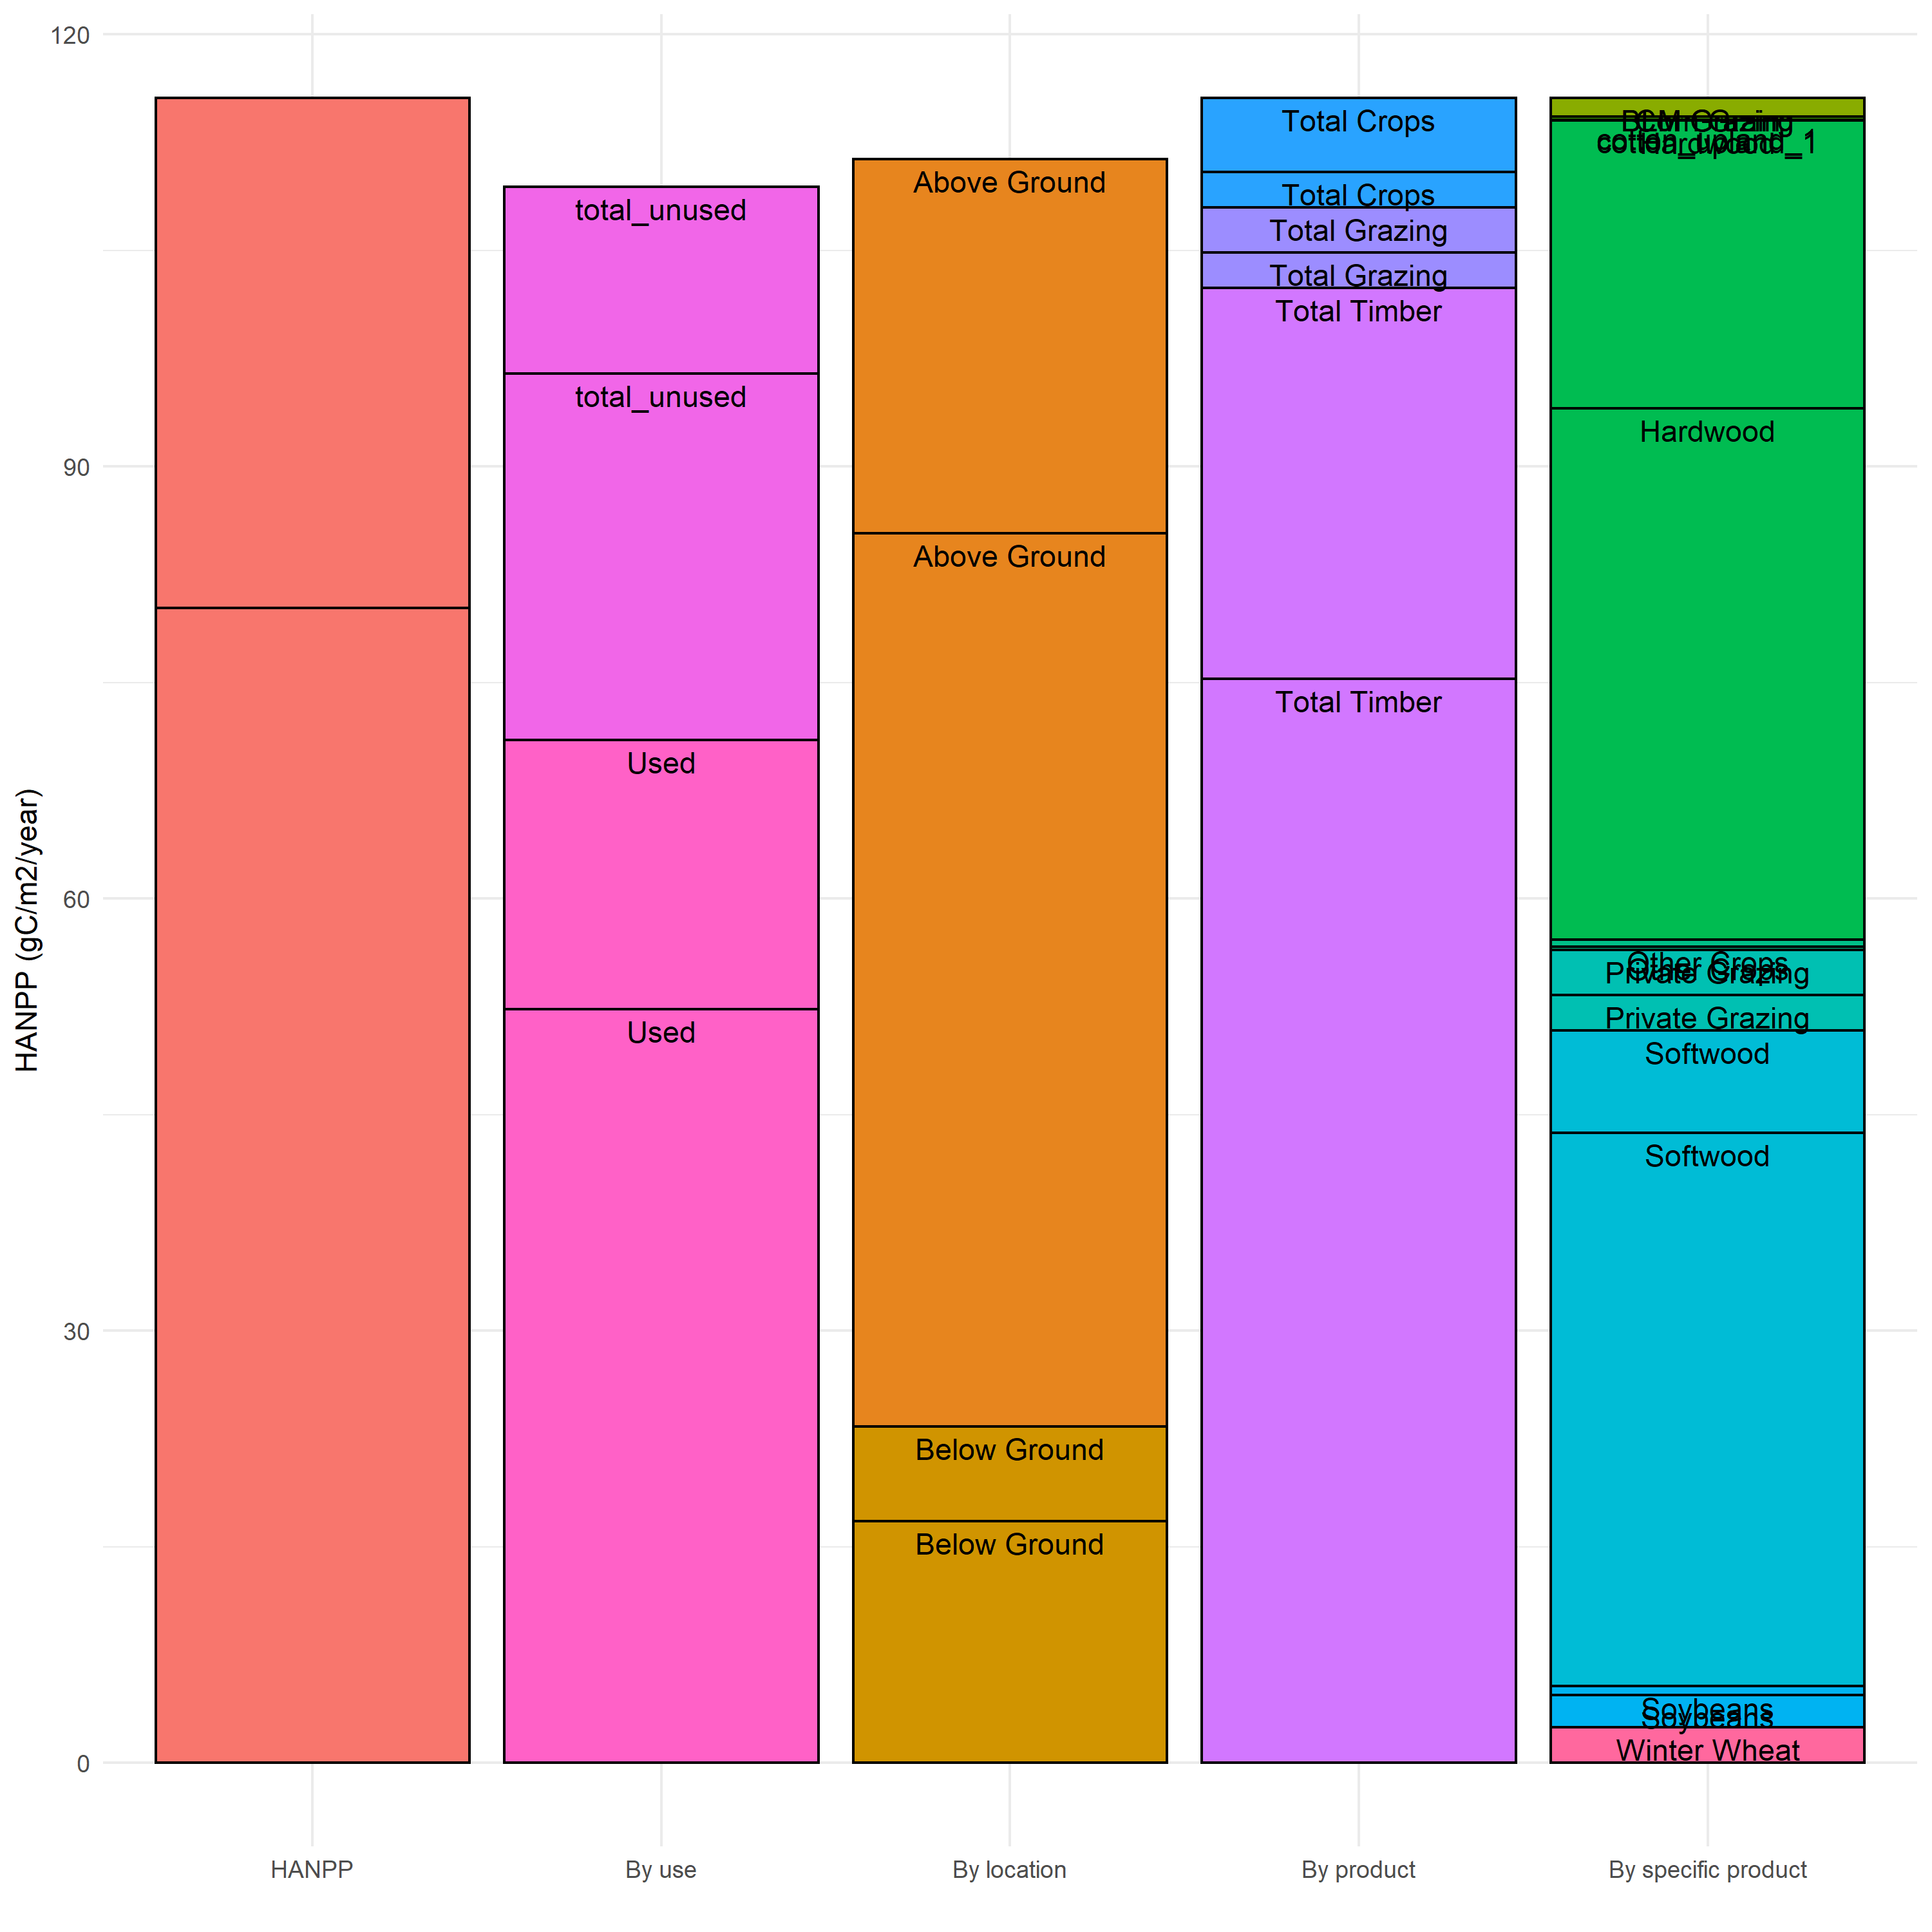 120
90
60
30
0
HANPP (gC/m2/year)
total_unused
total_unused
Used
Used
Above Ground
Above Ground
Below Ground
Below Ground
Total Crops
Total Crops
Total Grazing
Total Grazing
Total Timber
Total Timber
BLM Grazing
cotton_upland_1
Hardwood
Hardwood
Other Crops
Private Grazing
Private Grazing
Softwood
Softwood
Soybeans
Soybeans
Winter Wheat
HANPP
By use
By location
By product
By specific product